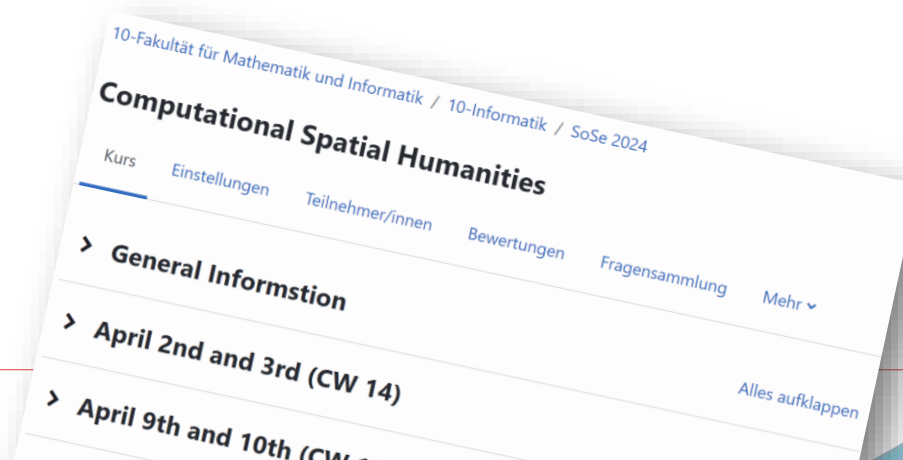 10-Fakultät für Mathematik und Informatik / 10-Informatik / SoSe 2024
Computational Spatial Humanities
Kurs Einstellungen Teilnehmer/innen Bewertungen Fragensammlung Mehr
General Informstion
Alles aufklappen
April 2nd and 3rd (CW 14)
April 9th and 10th (CW